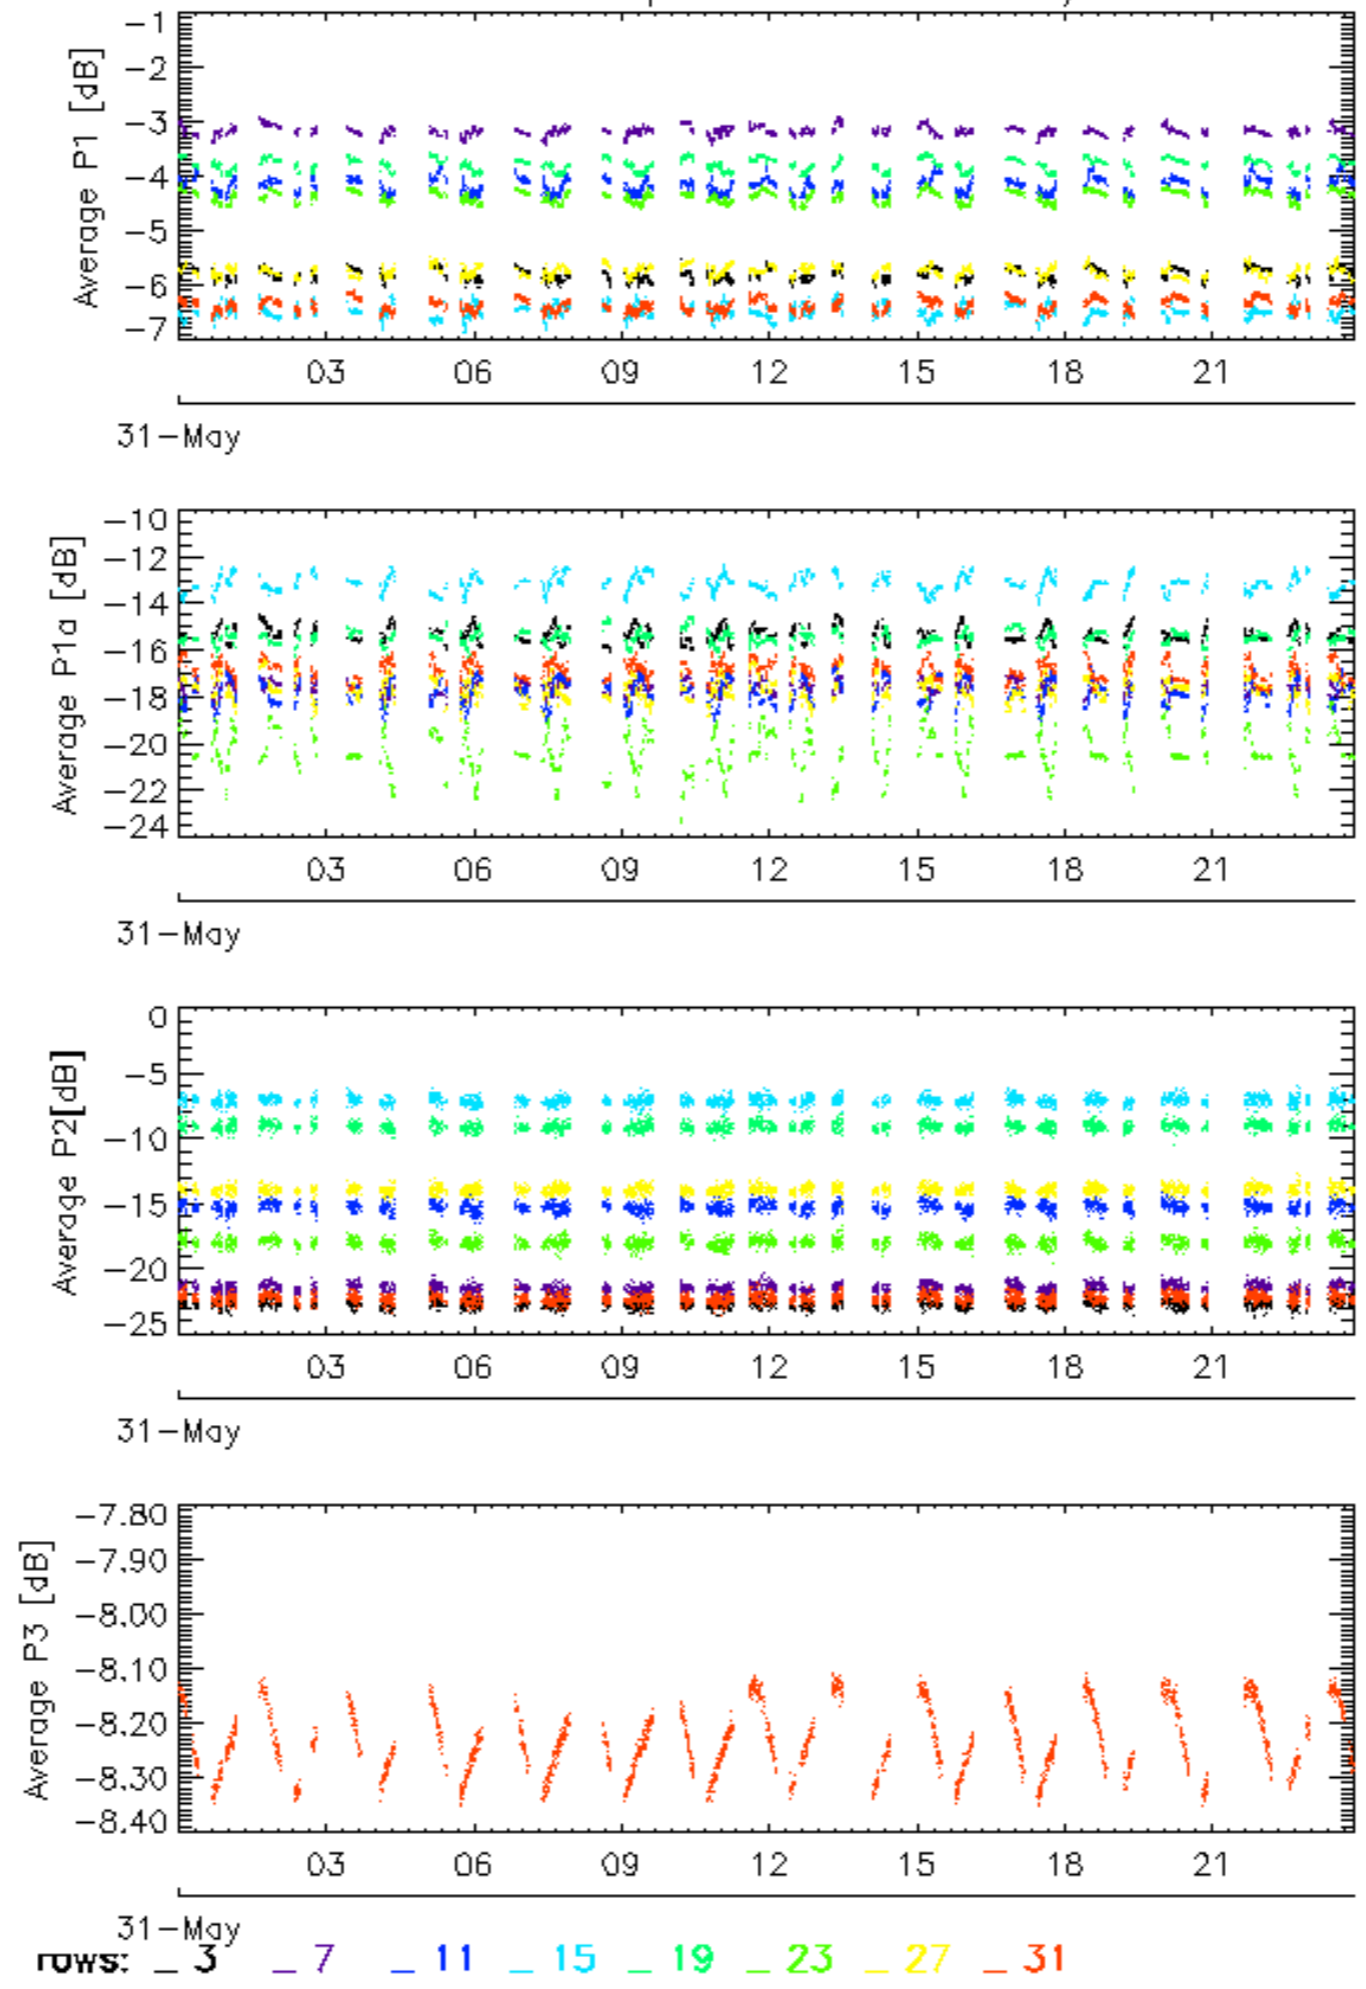 -1
-2
-3
-4
-5
-6
-7
Average P1 [dB]
03 06 09 12 15 18 21
31-May
-10
-12
-14
-16
-18
-20
-22
-24
Average P1a [dB]
03 06 09 12 15 18 21
31-May
0
-5
-10
-15
-20
-25
Average P2[dB]
03 06 09 12 15 18 21
31-May
-7.80
-7.90
-8.00
-8.10
-8.20
-8.30
-8.40
Average P3 [dB]
03 06 09 12 15 18 21
31-May
rows: _ 3 _ 7 _ 11 _ 15 _ 19 _ 23 _ 27 _ 31